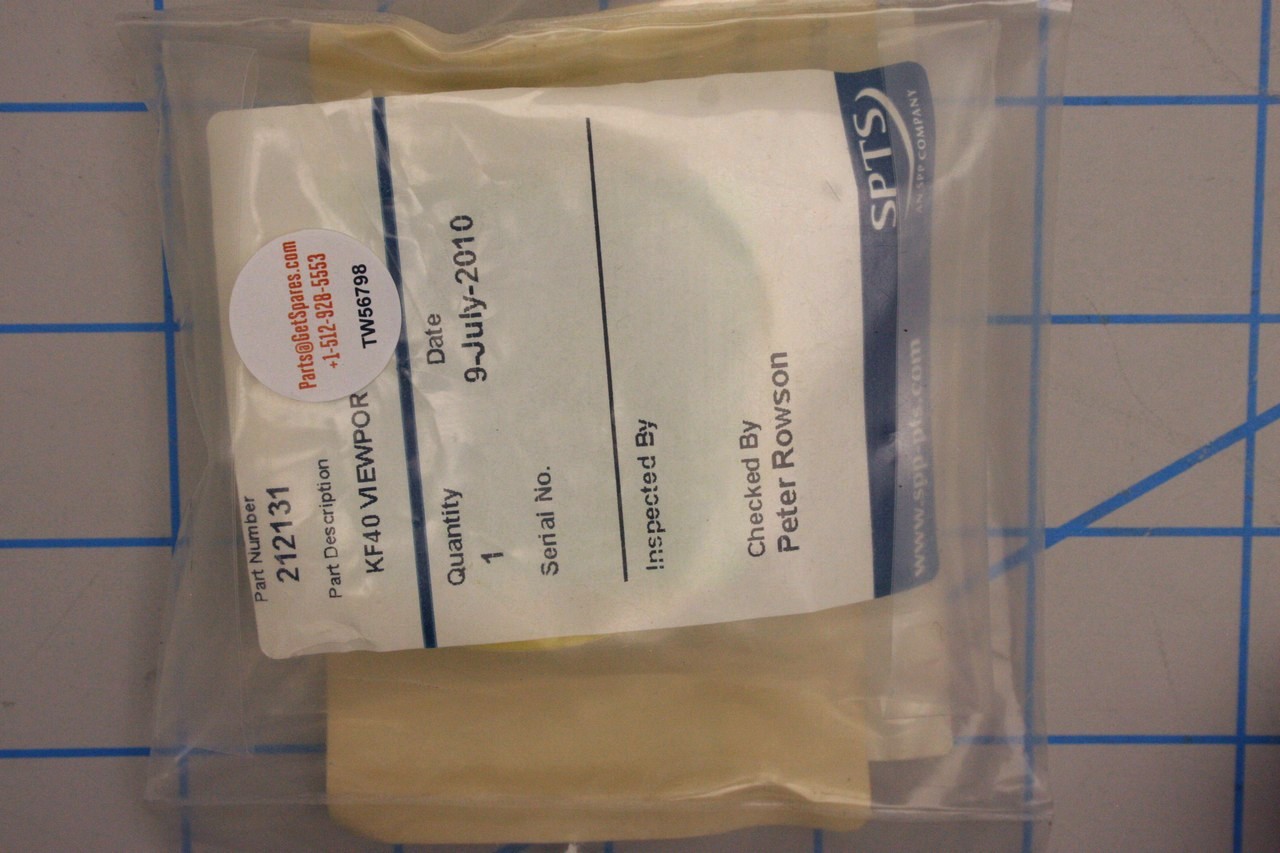 Part Number
212131
Part Description
KF40 VIEWPOR
Parts@GetSpares.com
+1-512-928-5553
TW56798
Quantity
1
Date
9-July-2010
Serial No.
Inspected By
Checked By
Peter Rowson
SPTS
AN SPP COMPANY
www.spp-pts.com